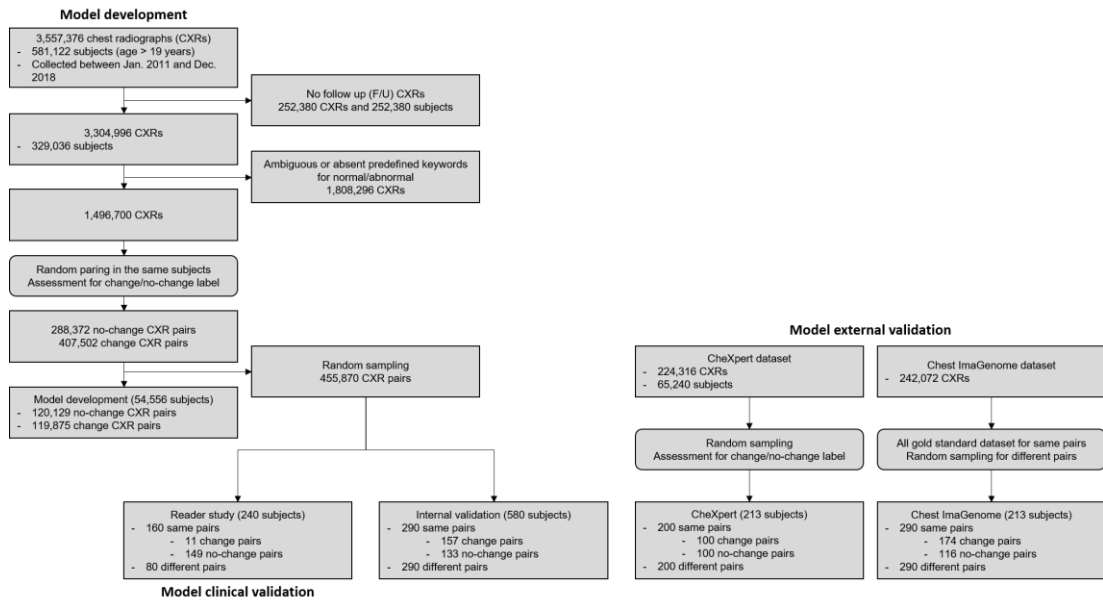 Model development
3,557,376 chest radiographs (CXRs)
- 581,122 subjects (age > 19 years)
- Collected between Jan. 2011 and Dec.
2018
No follow up (F/U) CXRs
252,380 CXRs and 252,380 subjects
3,304,996 CXRs
- 329,036 subjects
Ambiguous or absent predefined keywords
for normal/abnormal
1,808,296 CXRs
1,496,700 CXRs
Random paring in the same subjects
Assessment for change/no-change label
288,372 no-change CXR pairs
407,502 change CXR pairs
Random sampling
455,870 CXR pairs
Model development (54,556 subjects)
- 120,129 no-change CXR pairs
- 119,875 change CXR pairs
Reader study (240 subjects)
- 160 same pairs
- 11 change pairs
- 149 no-change pairs
- 80 different pairs
Internal validation (580 subjects)
- 290 same pairs
- 157 change pairs
- 133 no-change pairs
- 290 different pairs
Model clinical validation
Model external validation
CheXpert dataset
- 224,316 CXRs
- 65,240 subjects
Random sampling
Assessment for change/no-change label
CheXpert (213 subjects)
- 200 same pairs
- 100 change pairs
- 100 no-change pairs
- 200 different pairs
Chest ImaGenome dataset
- 242,072 CXRs
All gold standard dataset for same pairs
Random sampling for different pairs
Chest ImaGenome (213 subjects)
- 290 same pairs
- 174 change pairs
- 116 no-change pairs
- 290 different pairs